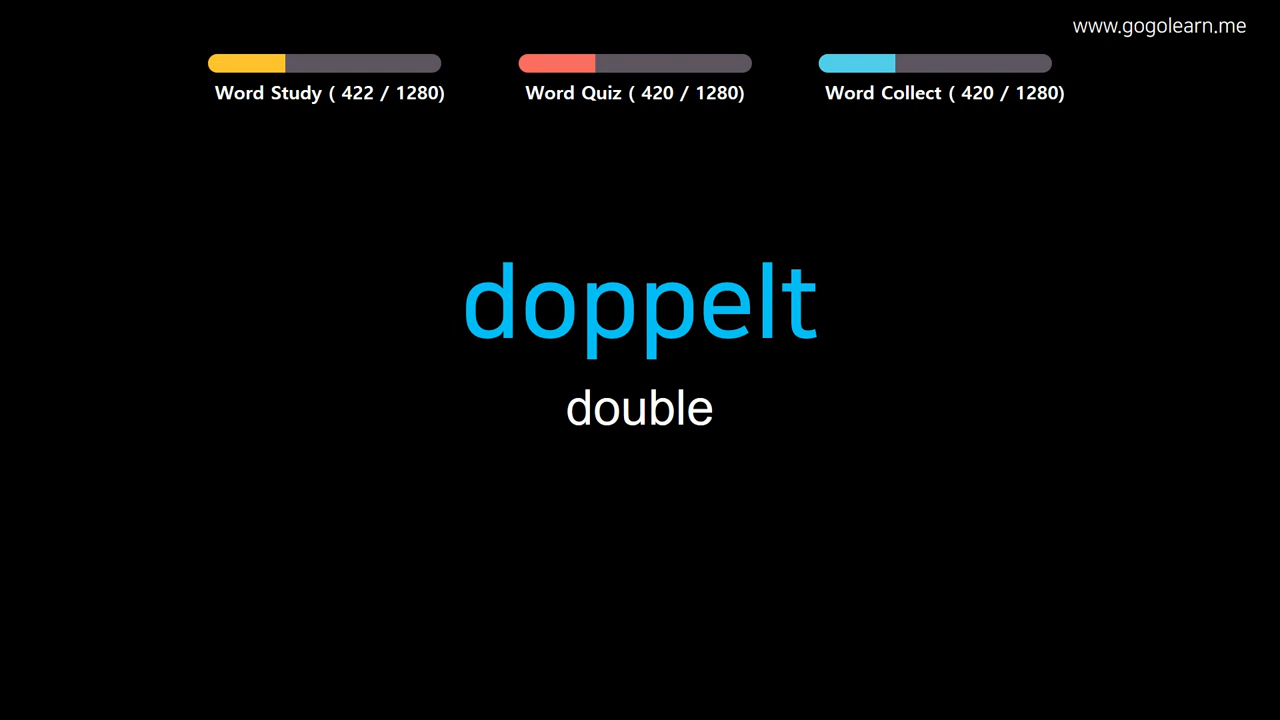 www.gogolearn.me
Word Study ( 422 / 1280)
Word Quiz ( 420 / 1280)
Word Collect ( 420 / 1280)
doppelt
double